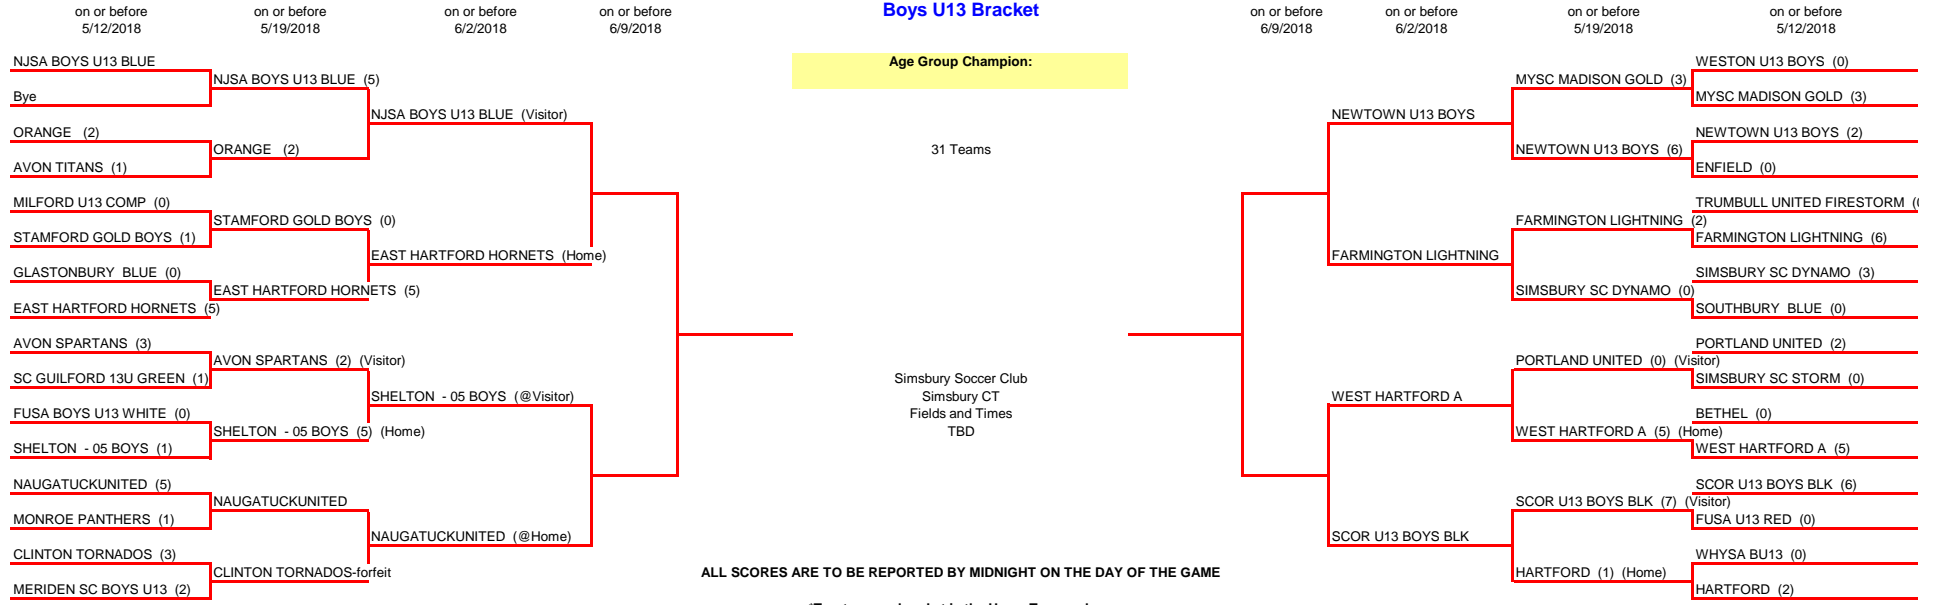 on or before
5/12/2018
on or before
5/19/2018
on or before
6/2/2018
on or before
6/9/2018
Boys U13 Bracket
on or before
6/9/2018
on or before
6/2/2018
on or before
5/19/2018
on or before
5/12/2018
NJSA BOYS U13 BLUE
Bye
ORANGE (2)
AVON TITANS (1)
MILFORD U13 COMP (0)
STAMFORD GOLD BOYS (1)
GLASTONBURY BLUE (0)
EAST HARTFORD HORNETS (5)
AVON SPARTANS (3)
SC GUILFORD 13U GREEN (1)
FUSA BOYS U13 WHITE (0)
SHELTON - 05 BOYS (1)
NAUGATUCKUNITED (5)
MONROE PANTHERS (1)
CLINTON TORNADOS (3)
MERIDEN SC BOYS U13 (2)
NJSA BOYS U13 BLUE (5)
ORANGE (2)
STAMFORD GOLD BOYS (0)
EAST HARTFORD HORNETS (5)
AVON SPARTANS (2) (Visitor)
SHELTON - 05 BOYS (5) (Home)
NAUGATUCKUNITED
CLINTON TORNADOS-forfeit
NJSA BOYS U13 BLUE (Visitor)
EAST HARTFORD HORNETS (Home)
SHELTON - 05 BOYS (@Visitor)
NAUGATUCKUNITED (@Home)
Age Group Champion:
31 Teams
Simsbury Soccer Club
Simsbury CT
Fields and Times
TBD
ALL SCORES ARE TO BE REPORTED BY MIDNIGHT ON THE DAY OF THE GAME
NEWTOWN U13 BOYS
FARMINGTON LIGHTNING
WEST HARTFORD A
SCOR U13 BOYS BLK
MYSC MADISON GOLD (3)
NEWTOWN U13 BOYS (6)
FARMINGTON LIGHTNING (2)
SIMSBURY SC DYNAMO (0)
PORTLAND UNITED (0) (Visitor)
WEST HARTFORD A (5) (Home)
SCOR U13 BOYS BLK (7) (Visitor)
HARTFORD (1) (Home)
WESTON U13 BOYS (0)
MYSC MADISON GOLD (3)
NEWTOWN U13 BOYS (2)
ENFIELD (0)
TRUMBULL UNITED FIRESTORM
FARMINGTON LIGHTNING (6)
SIMSBURY SC DYNAMO (3)
SOUTHBURY BLUE (0)
PORTLAND UNITED (2)
SIMSBURY SC STORM (0)
BETHEL (0)
WEST HARTFORD A (5)
SCOR U13 BOYS BLK (6)
FUSA U13 RED (0)
WHYSA BU13 (0)
HARTFORD (2)